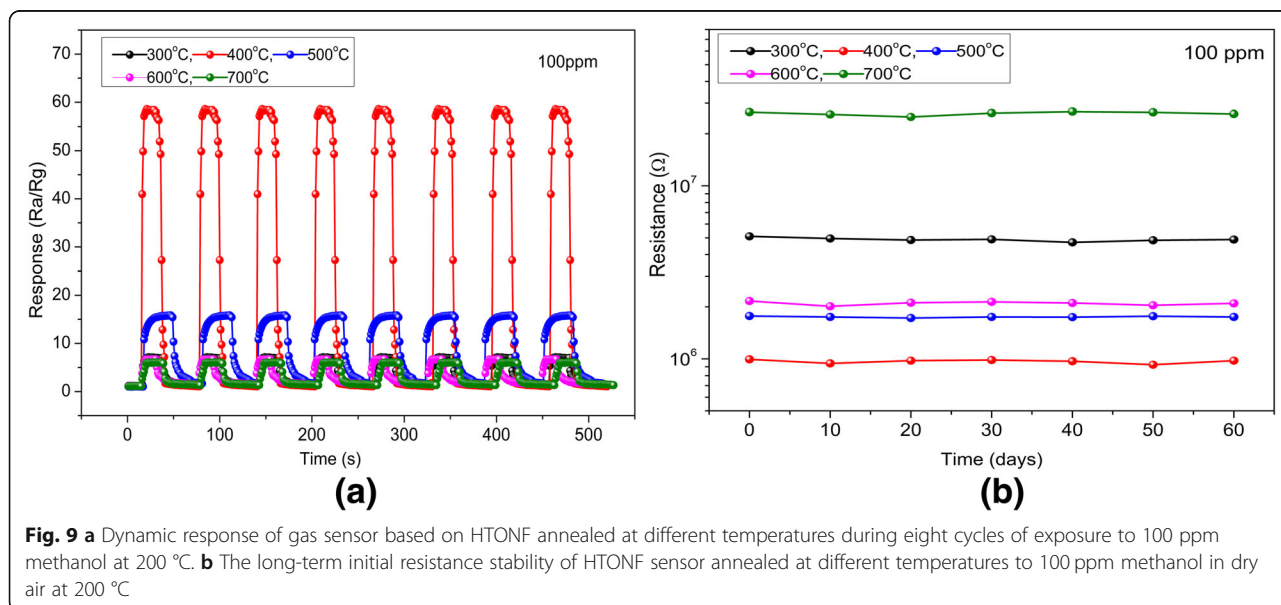 70
60
50
40
30
20
10
0
Response (Ra/Rg)
300°C, 400°C, 500°C
600°C, 700°C
100ppm
0 100 200 300 400 500
Time (s)
(a)
300°C, 400°C, 500°C
600°C, 700°C
100 ppm
10⁷
10⁶
Resistance (Ω)
0 10 20 30 40 50 60
Time (days)
(b)
Fig. 9 a Dynamic response of gas sensor based on HTONF annealed at different temperatures during eight cycles of exposure to 100 ppm
methanol at 200 °C. b The long-term initial resistance stability of HTONF sensor annealed at different temperatures to 100 ppm methanol in dry
air at 200 °C